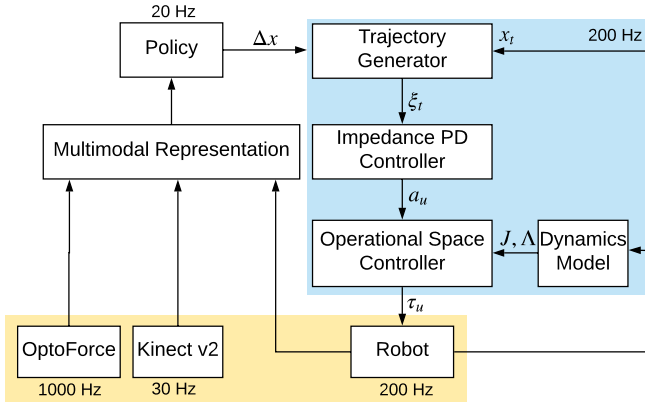 20 Hz
Policy
Δx
Trajectory
Generator
x_t
200 Hz
ξ_t
Multimodal Representation
Impedance PD
Controller
a_u
Operational Space
Controller
J, Λ
Dynamics
Model
τ_u
OptoForce
Kinect v2
Robot
1000 Hz
30 Hz
200 Hz